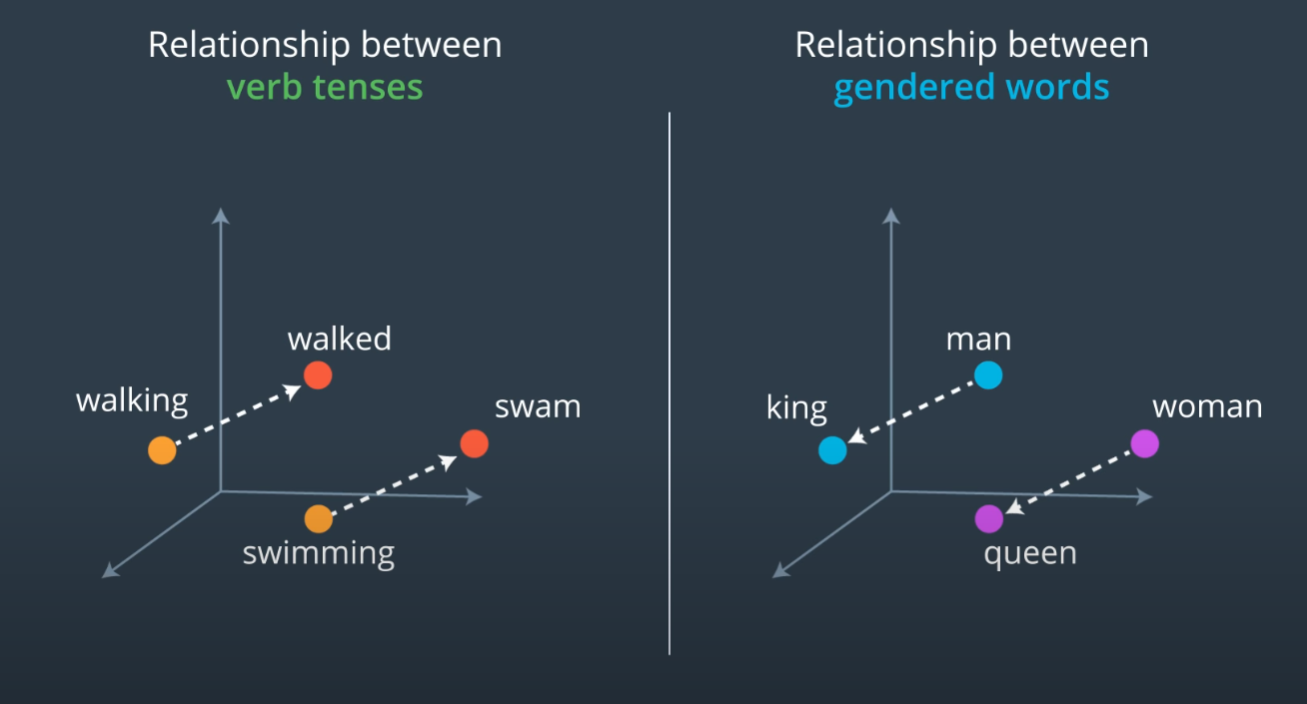 Relationship between
verb tenses
walked
walking
swam
swimming
Relationship between
gendered words
man
king
woman
queen